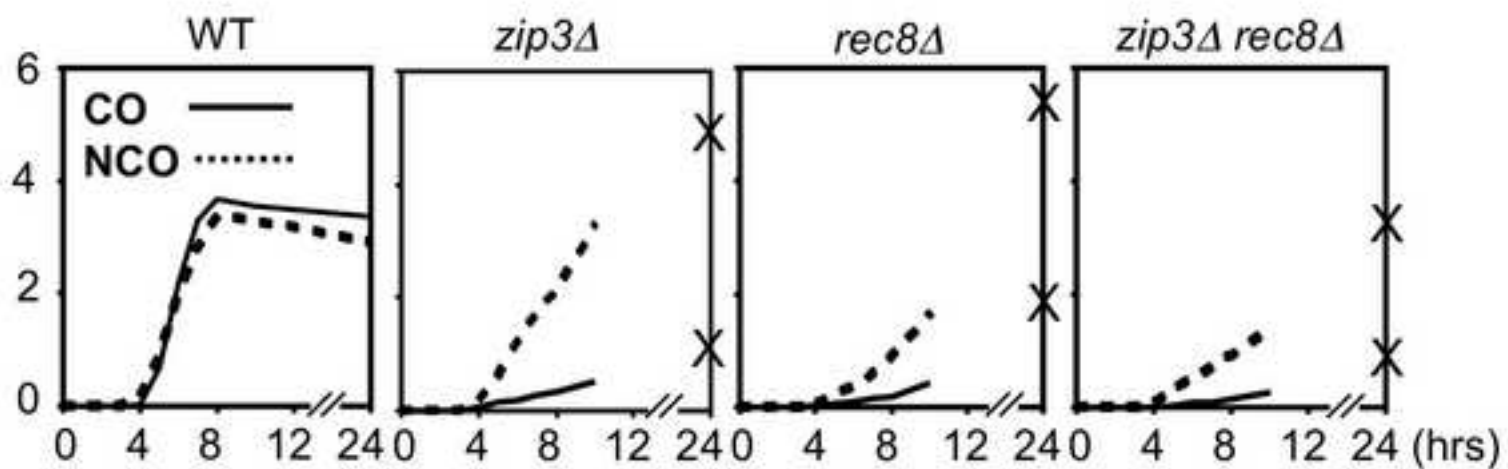 WT zip3Δ rec8Δ zip3Δ rec8Δ
6
CO
NCO
4
2
0
0 4 8 12 24 0 4 8 12 24 0 4 8 12 24 0 4 8 12 24 (hrs)